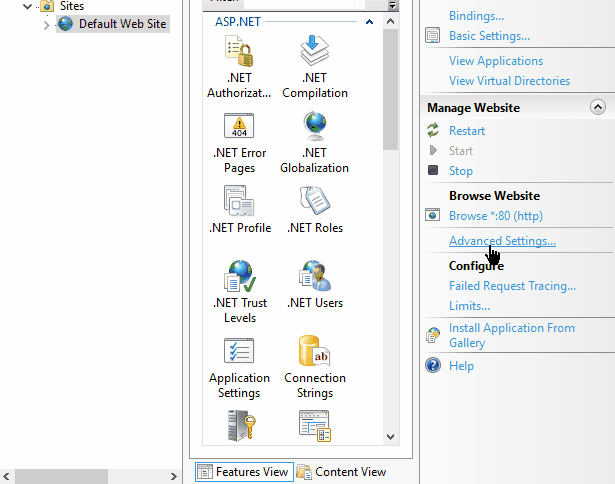 Sites
Default Web Site
ASP.NET
.NET
Authorizat...
.NET
Compilation
.NET Error
Pages
.NET
Globalization
.NET Profile
.NET Roles
.NET Trust
Levels
.NET Users
Application
Settings
Connection
Strings
404
ab
Features View
Content View
Bindings...
Basic Settings...
View Applications
View Virtual Directories
Manage Website
Restart
Start
Stop
Browse Website
Browse *:80 (http)
Advanced Settings...
Configure
Failed Request Tracing...
Limits...
Install Application From
Gallery
Help